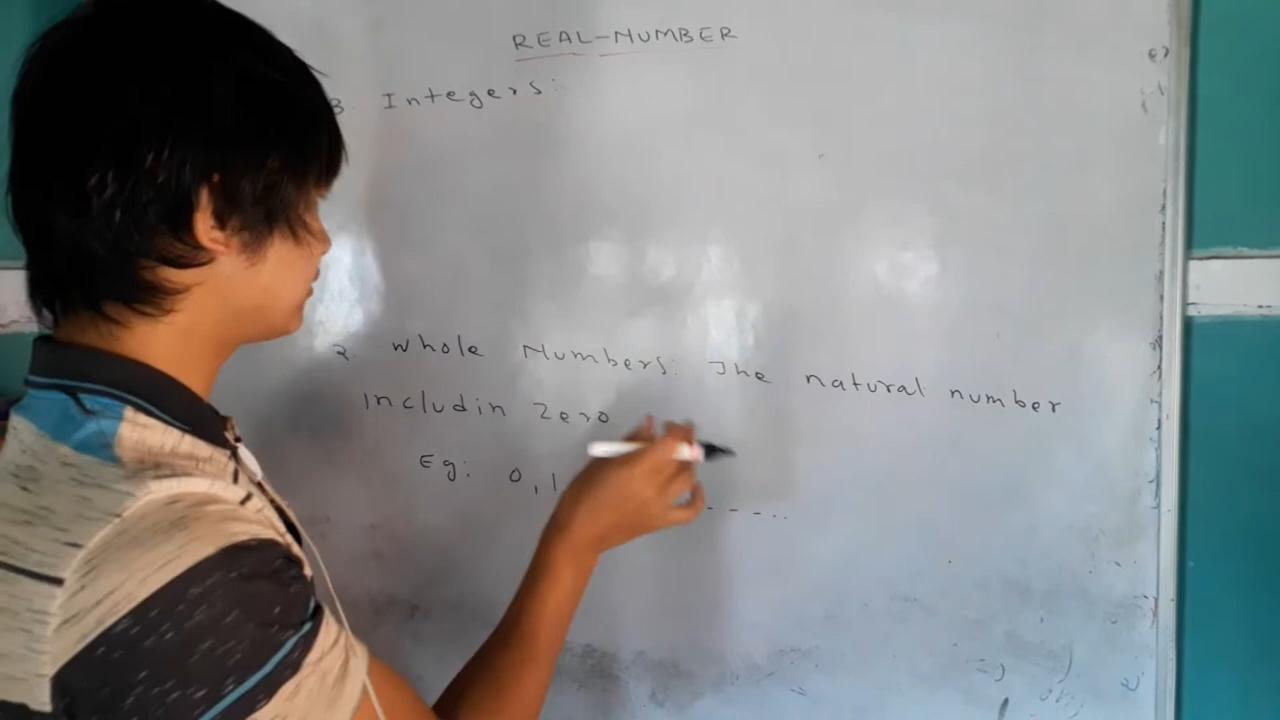 REAL-NUMBER
3. Integers:
2. Whole Numbers: The natural number
includin Zero
Eg: 0, 1